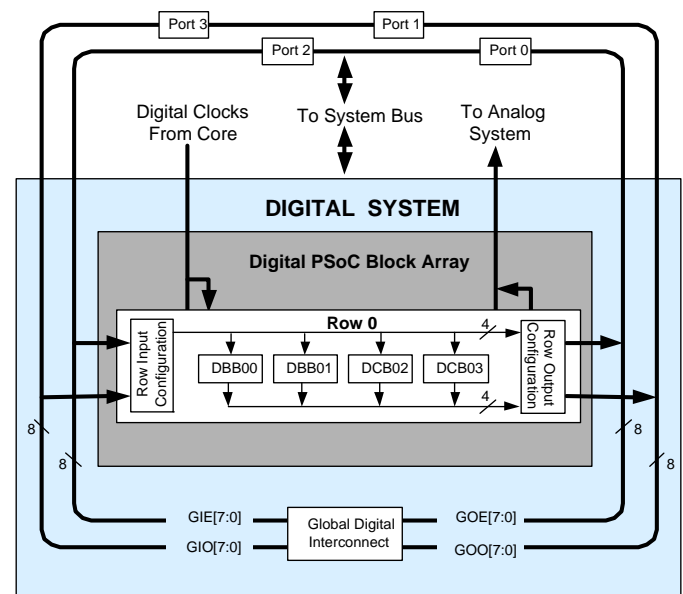 Port 3
Port 1
Port 2
Port 0
Digital Clocks
From Core
To System Bus
To Analog
System
DIGITAL SYSTEM
Digital PSoC Block Array
Row 0
4
Row Input
Configuration
DBB00
DBB01
DCB02
DCB03
4
Row Output
Configuration
8
8
8
8
GIE[7:0]
GIO[7:0]
Global Digital
Interconnect
GOE[7:0]
GOO[7:0]